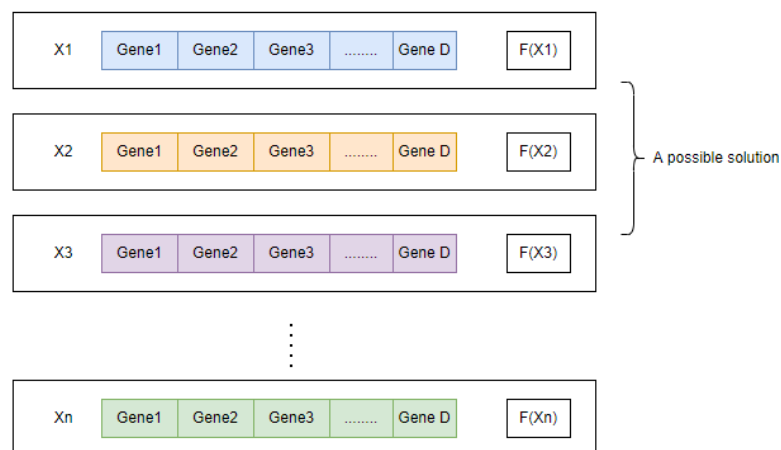 X1 Gene1 Gene2 Gene3 ........ Gene D F(X1)
X2 Gene1 Gene2 Gene3 ........ Gene D F(X2)
A possible solution
X3 Gene1 Gene2 Gene3 ........ Gene D F(X3)
Xn Gene1 Gene2 Gene3 ........ Gene D F(Xn)